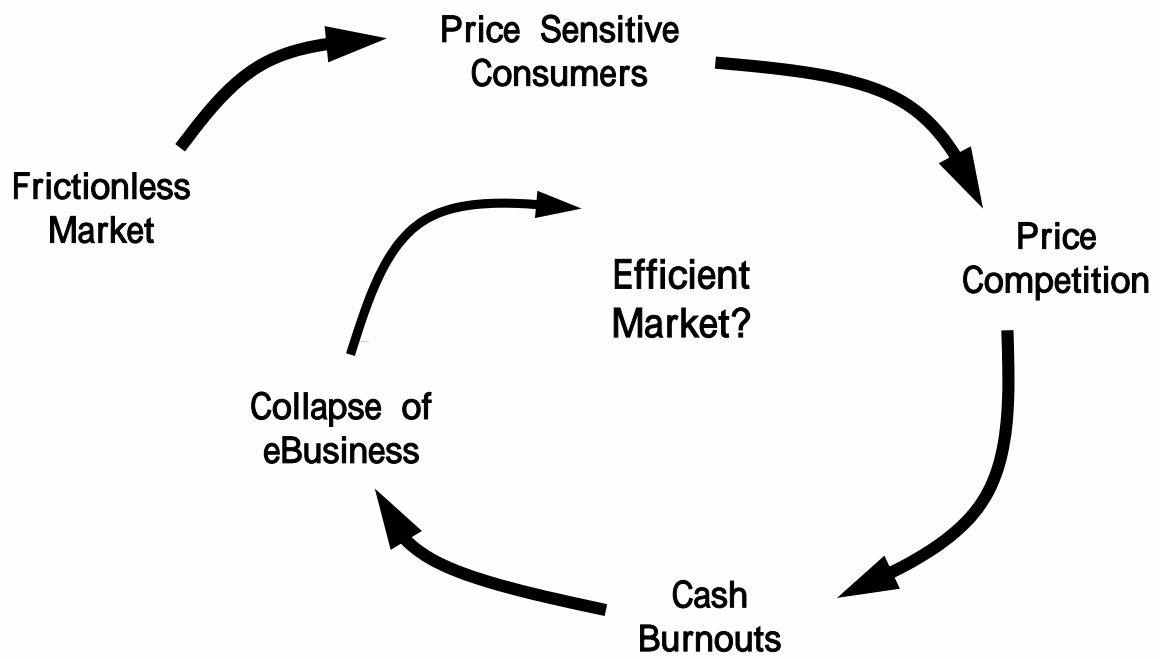 Price Sensitive
Consumers
Frictionless
Market
Price
Competition
Efficient
Market?
Collapse of
eBusiness
Cash
Burnouts